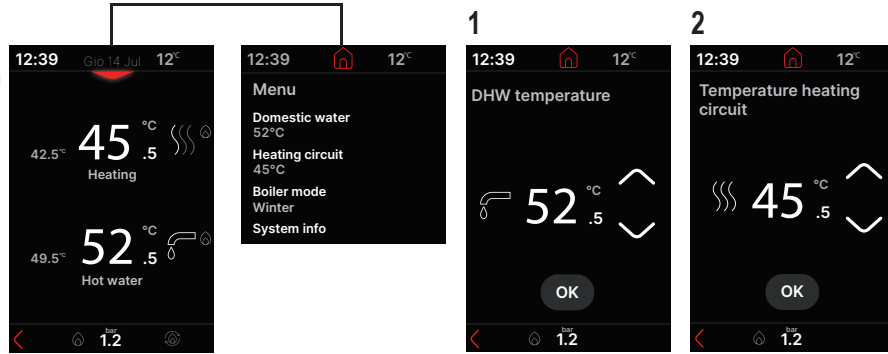 1
2
12:39 Gio 14 Jul 12°C
42.5°C 45.5 °C
Heating
49.5°C 52.5 °C
Hot water
bar
1.2
12:39 12°C
Menu
Domestic water
52°C
Heating circuit
45°C
Boiler mode
Winter
System info
12:39 12°C
DHW temperature
52.5 °C
OK
bar
1.2
12:39 12°C
Temperature heating
circuit
45.5 °C
OK
bar
1.2